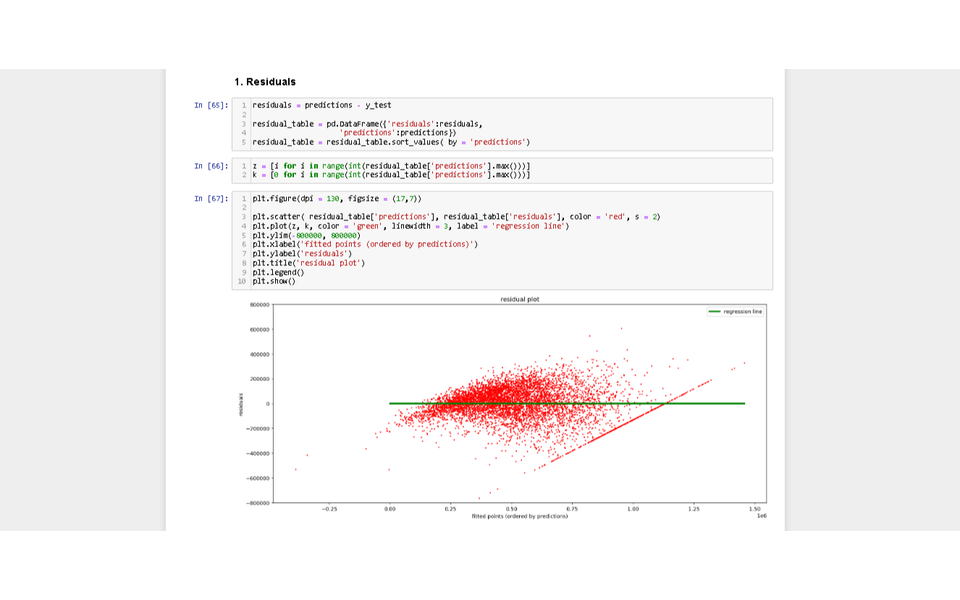 1. Residuals
In [65]:
1 residuals = predictions - y_test
2
3 residual_table = pd.DataFrame({'residuals':residuals,
4 'predictions':predictions})
5 residual_table = residual_table.sort_values( by = 'predictions')
In [66]:
1 z = [i for i in range(int(residual_table['predictions'].max()))]
2 k = [0 for i in range(int(residual_table['predictions'].max()))]
In [67]:
1 plt.figure(dpi = 130, figsize = (17,7))
2
3 plt.scatter( residual_table['predictions'], residual_table['residuals'], color = 'red', s = 2)
4 plt.plot(z, k, color = 'green', linewidth = 3, label = 'regression line')
5 plt.ylim(-800000, 800000)
6 plt.xlabel('fitted points (ordered by predictions)')
7 plt.ylabel('residuals')
8 plt.title('residual plot')
9 plt.legend()
10 plt.show()
residual plot
regression line
800000
600000
400000
200000
0
−200000
−400000
−600000
−800000
residuals
−0.25 0.00 0.25 0.50 0.75 1.00 1.25 1.50
1e6
fitted points (ordered by predictions)